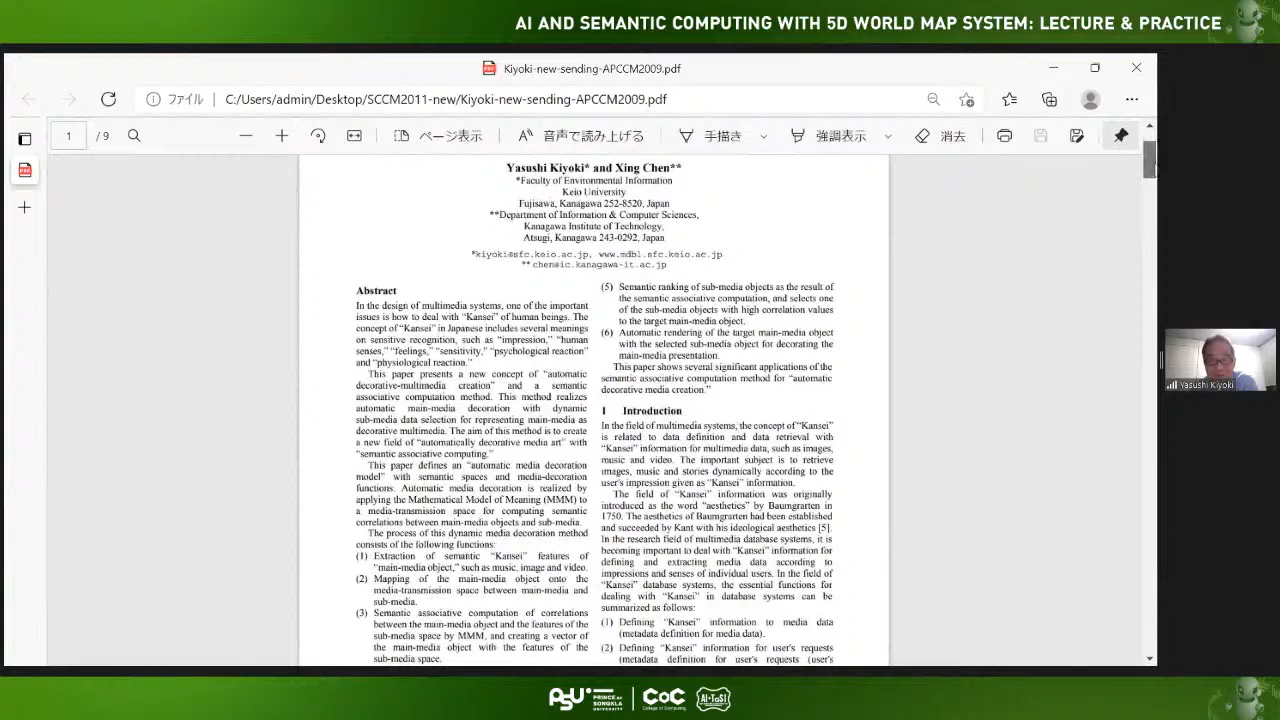 AI AND SEMANTIC COMPUTING WITH 5D WORLD MAP SYSTEM: LECTURE & PRACTICE
Kiyoki-new-sending-APCCM2009.pdf
ファイル
C:/Users/admin/Desktop/SCCM2011-new/Kiyoki-new-sending-APCCM2009.pdf
1 / 9
ページ表示
音声で読み上げる
手描き
強調表示
消去
Yasushi Kiyoki* and Xing Chen**
*Faculty of Environmental Information
Keio University
Fujisawa, Kanagawa 252-8520, Japan
**Department of Information & Computer Sciences,
Kanagawa Institute of Technology,
Atsugi, Kanagawa 243-0292, Japan
*kiyoki@sfc.keio.ac.jp, www.mdbl.sfc.keio.ac.jp
** chen@ic.kanagawa-it.ac.jp
Abstract
In the design of multimedia systems, one of the important
issues is how to deal with “Kansei” of human beings. The
concept of “Kansei” in Japanese includes several meanings
on sensitive recognition, such as “impression,” “human
senses,” “feelings,” “sensitivity,” “psychological reaction”
and “physiological reaction.”
This paper presents a new concept of “automatic
decorative-multimedia creation” and a semantic
associative computation method. This method realizes
automatic main-media decoration with dynamic
sub-media data selection for representing main-media as
decorative multimedia. The aim of this method is to create
a new field of “automatically decorative media art” with
“semantic associative computing.”
This paper defines an “automatic media decoration
model” with semantic spaces and media-decoration
functions. Automatic media decoration is realized by
applying the Mathematical Model of Meaning (MMM) to
a media-transmission space for computing semantic
correlations between main-media objects and sub-media.
The process of this dynamic media decoration method
consists of the following functions:
(1) Extraction of semantic “Kansei” features of
“main-media object,” such as music, image and video.
(2) Mapping of the main-media object onto the
media-transmission space between main-media and
sub-media.
(3) Semantic associative computation of correlations
between the main-media object and the features of the
sub-media space by MMM, and creating a vector of
the main-media object with the features of the
sub-media space.
(5) Semantic ranking of sub-media objects as the result of
the semantic associative computation, and selects one
of the sub-media objects with high correlation values
to the target main-media object.
(6) Automatic rendering of the target main-media object
with the selected sub-media object for decorating the
main-media presentation.
This paper shows several significant applications of the
semantic associative computation method for “automatic
decorative media creation.”
1 Introduction
In the field of multimedia systems, the concept of “Kansei”
is related to data definition and data retrieval with
“Kansei” information for multimedia data, such as images,
music and video. The important subject is to retrieve
images, music and stories dynamically according to the
user's impression given as “Kansei” information.
The field of “Kansei” information was originally
introduced as the word “aesthetics” by Baumgrarten in
1750. The aesthetics of Baumgrarten had been established
and succeeded by Kant with his ideological aesthetics [5].
In the research field of multimedia database systems, it is
becoming important to deal with “Kansei” information for
defining and extracting media data according to
impressions and senses of individual users. In the field of
“Kansei” database systems, the essential functions for
dealing with “Kansei” in database systems can be
summarized as follows:
(1) Defining “Kansei” information to media data
(metadata definition for media data).
(2) Defining “Kansei” information for user's requests
(metadata definition for user's requests (user's
Yasushi Kiyoki
PSU PRINCE OF SONGKLA UNIVERSITY
CoC College of Computing
AI-TaSI